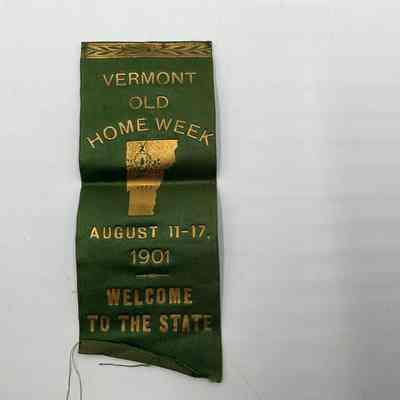 VERMONT
OLD
HOME WEEK
AUGUST 11-17,
1901
WELCOME
TO THE STATE